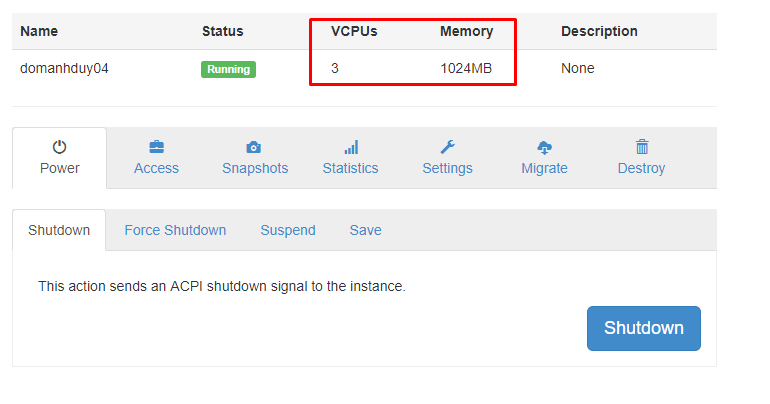 Name Status VCPUs Memory Description
domanhduy04 Running 3 1024MB None
Power Access Snapshots Statistics Settings Migrate Destroy
Shutdown Force Shutdown Suspend Save
This action sends an ACPI shutdown signal to the instance.
Shutdown